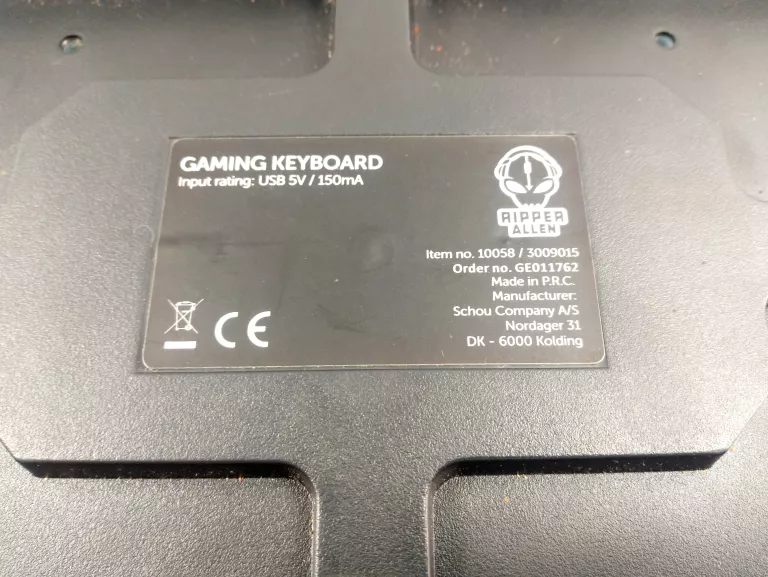 GAMING KEYBOARD
Input rating: USB 5V / 150mA
RIPPER
ALLEN
Item no. 10058 / 3009015
Order no. GE011762
Made in P.R.C.
Manufacturer:
Schou Company A/S
Nordager 31
DK - 6000 Kolding
CE